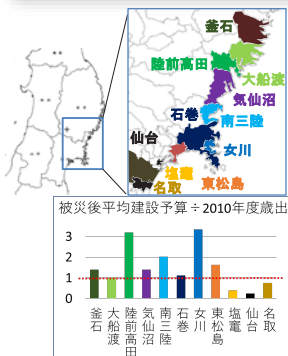 釜石
陸前高田
大船渡
気仙沼
石巻
南三陸
仙台
女川
塩竈
東松島
名取
被災後平均建設予算÷2010年度歳出
3
2
1
0
釜石
大船渡
陸前高田
気仙沼
南三陸
石巻
女川
東松島
塩竈
仙台
名取